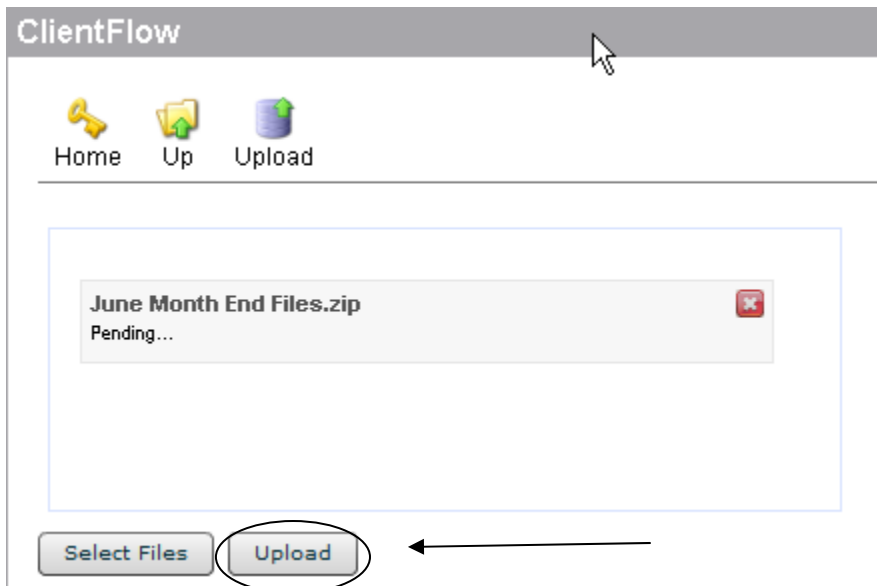 ClientFlow
Home Up Upload
June Month End Files.zip
Pending...
Select Files Upload